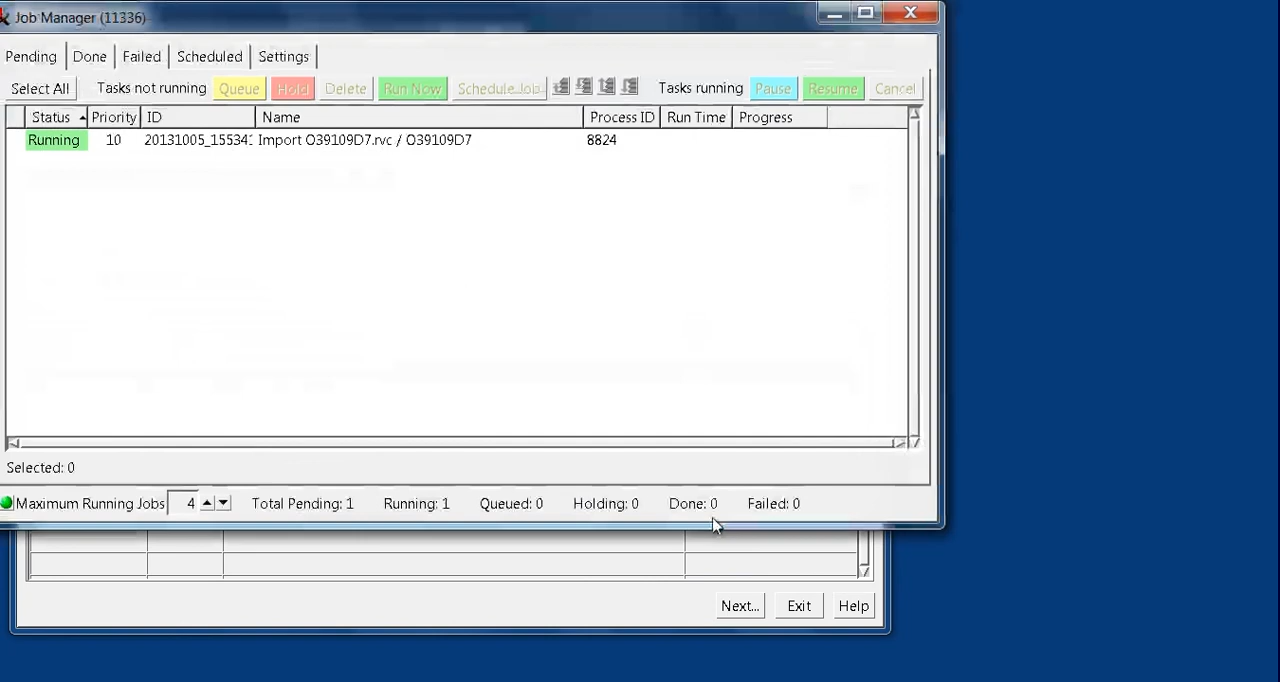 Job Manager (11336)
Pending Done Failed Scheduled Settings
Select All Tasks not running Queue Hold Delete Run Now Schedule Job Tasks running Pause Resume Cancel
Status Priority ID Name Process ID Run Time Progress
Running 10 20131005_155341 Import O39109D7.rvc / O39109D7 8824
Selected: 0
Maximum Running Jobs 4 Total Pending: 1 Running: 1 Queued: 0 Holding: 0 Done: 0 Failed: 0
Next... Exit Help